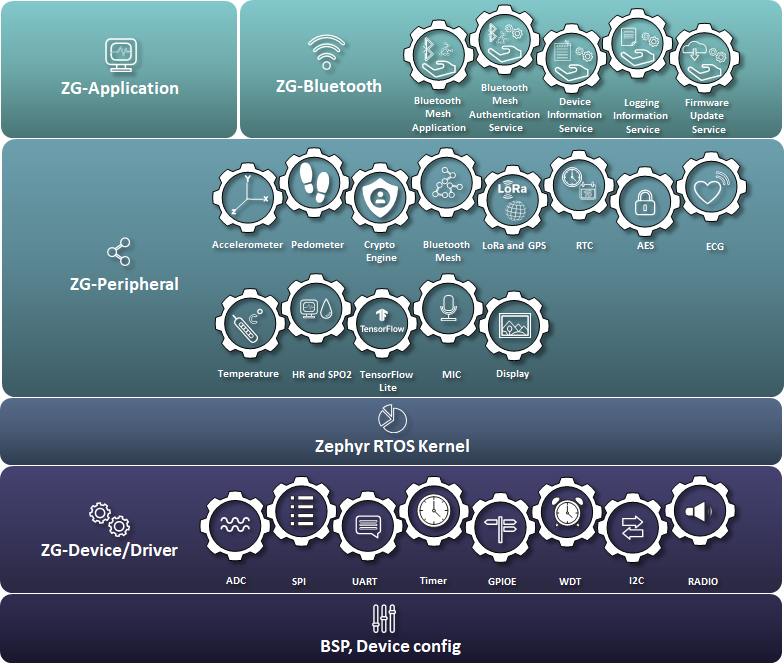 ZG-Application
ZG-Bluetooth
Bluetooth
Mesh
Application
Bluetooth
Mesh
Authentication
Service
Device
Information
Service
Logging
Information
Service
Firmware
Update
Service
ZG-Peripheral
Y
X
Z
Accelerometer
Pedometer
Crypto
Engine
Bluetooth
Mesh
LoRa
LoRa and GPS
RTC
AES
ECG
C
Temperature
HR and SPO2
TensorFlow
TensorFlow
Lite
MIC
Display
Zephyr RTOS Kernel
ZG-Device/Driver
ADC
SPI
UART
Timer
GPIOE
WDT
I2C
RADIO
BSP, Device config